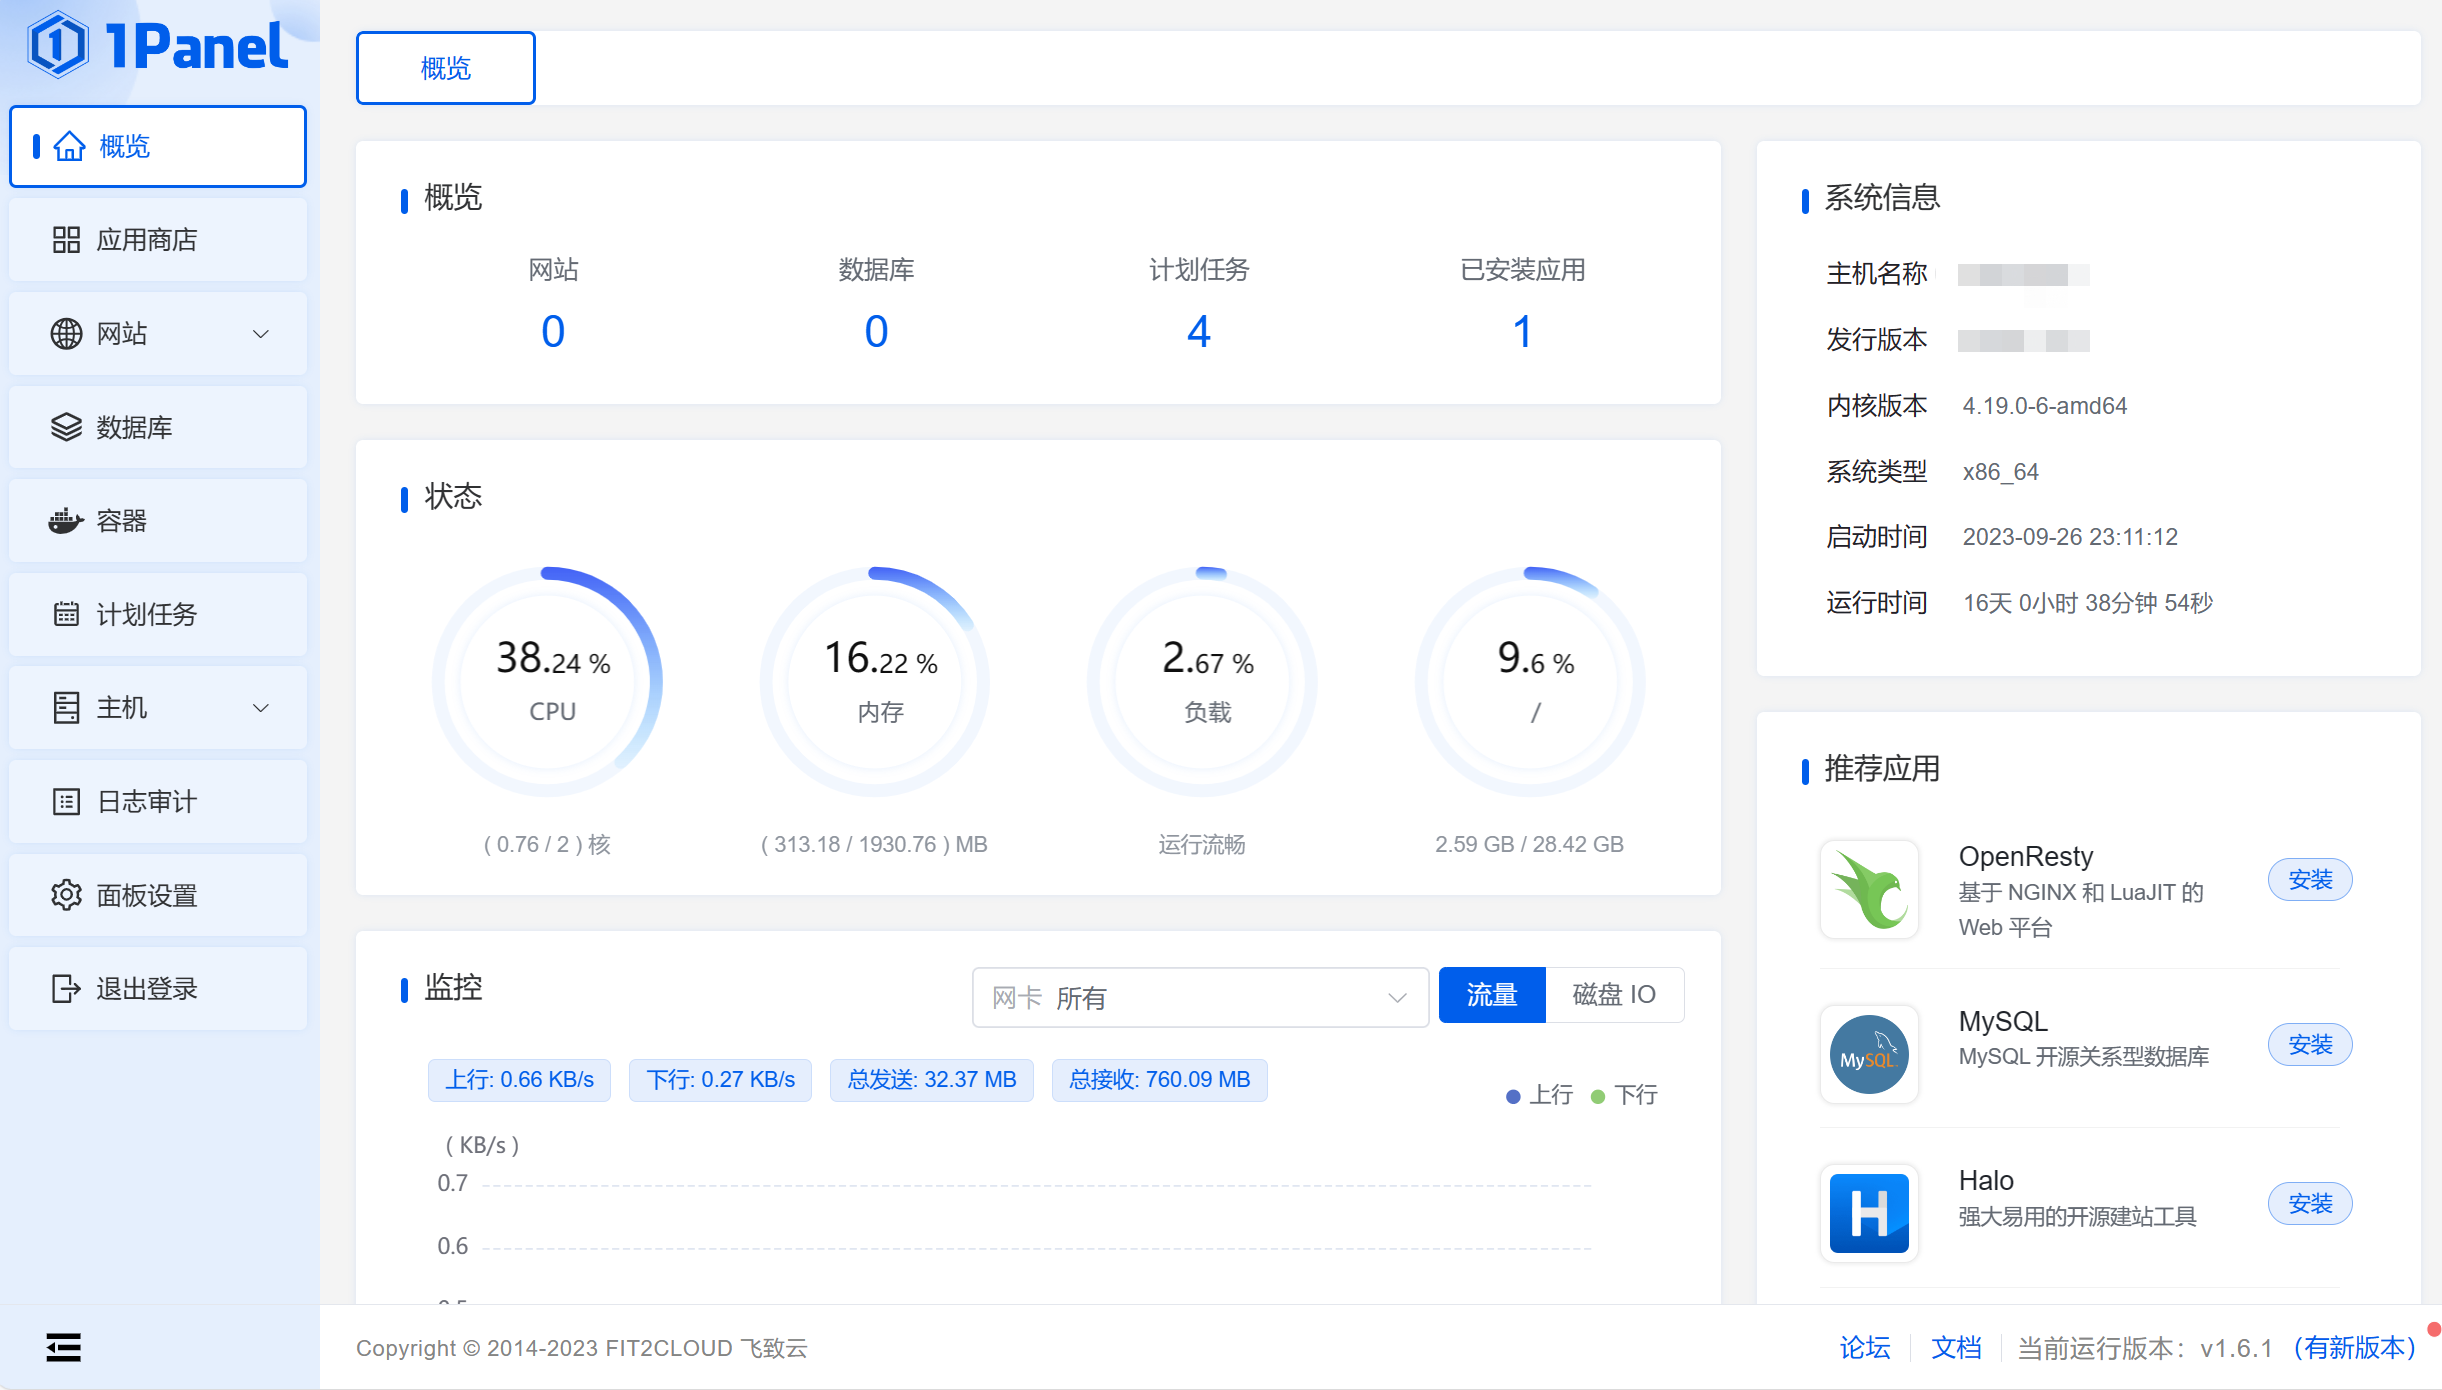 1Panel
概览
应用商店
网站
数据库
容器
计划任务
主机
日志审计
面板设置
退出登录
概览
概览
网站
数据库
计划任务
已安装应用
0
0
4
1
状态
38.24 %
CPU
( 0.76 / 2 ) 核
16.22 %
内存
( 313.18 / 1930.76 ) MB
2.67 %
负载
运行流畅
9.6 %
/
2.59 GB / 28.42 GB
监控
网卡 所有
流量
磁盘 IO
上行: 0.66 KB/s
下行: 0.27 KB/s
总发送: 32.37 MB
总接收: 760.09 MB
上行
下行
( KB/s )
0.7
0.6
系统信息
主机名称
发行版本
内核版本 4.19.0-6-amd64
系统类型 x86_64
启动时间 2023-09-26 23:11:12
运行时间 16天 0小时 38分钟 54秒
推荐应用
OpenResty
基于 NGINX 和 LuaJIT 的
Web 平台
安装
MySQL
MySQL
MySQL 开源关系型数据库
安装
H
Halo
强大易用的开源建站工具
安装
Copyright © 2014-2023 FIT2CLOUD 飞致云
论坛
文档
当前运行版本：v1.6.1
(有新版本)